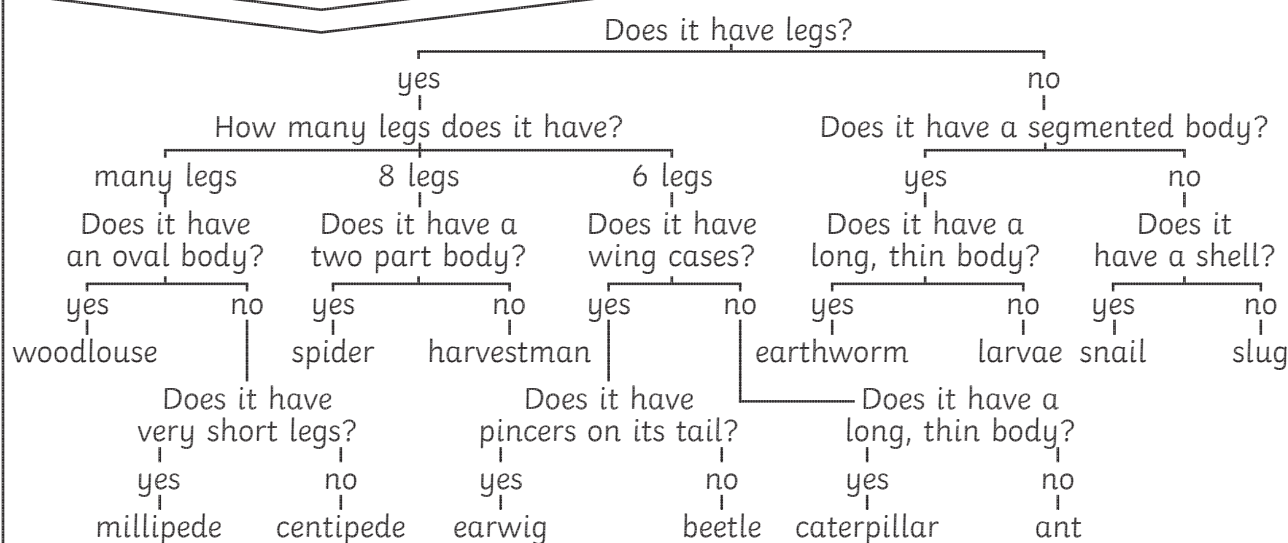 Does it have legs?
yes no
How many legs does it have? Does it have a segmented body?
many legs 8 legs 6 legs yes no
Does it have Does it have a Does it have Does it have a Does it
an oval body? two part body? wing cases? long, thin body? have a shell?
yes no yes no yes no yes no yes no
woodlouse spider harvestman earthworm larvae snail slug
Does it have Does it have Does it have a
very short legs? pincers on its tail? long, thin body?
yes no yes no yes no
millipede centipede earwig beetle caterpillar ant